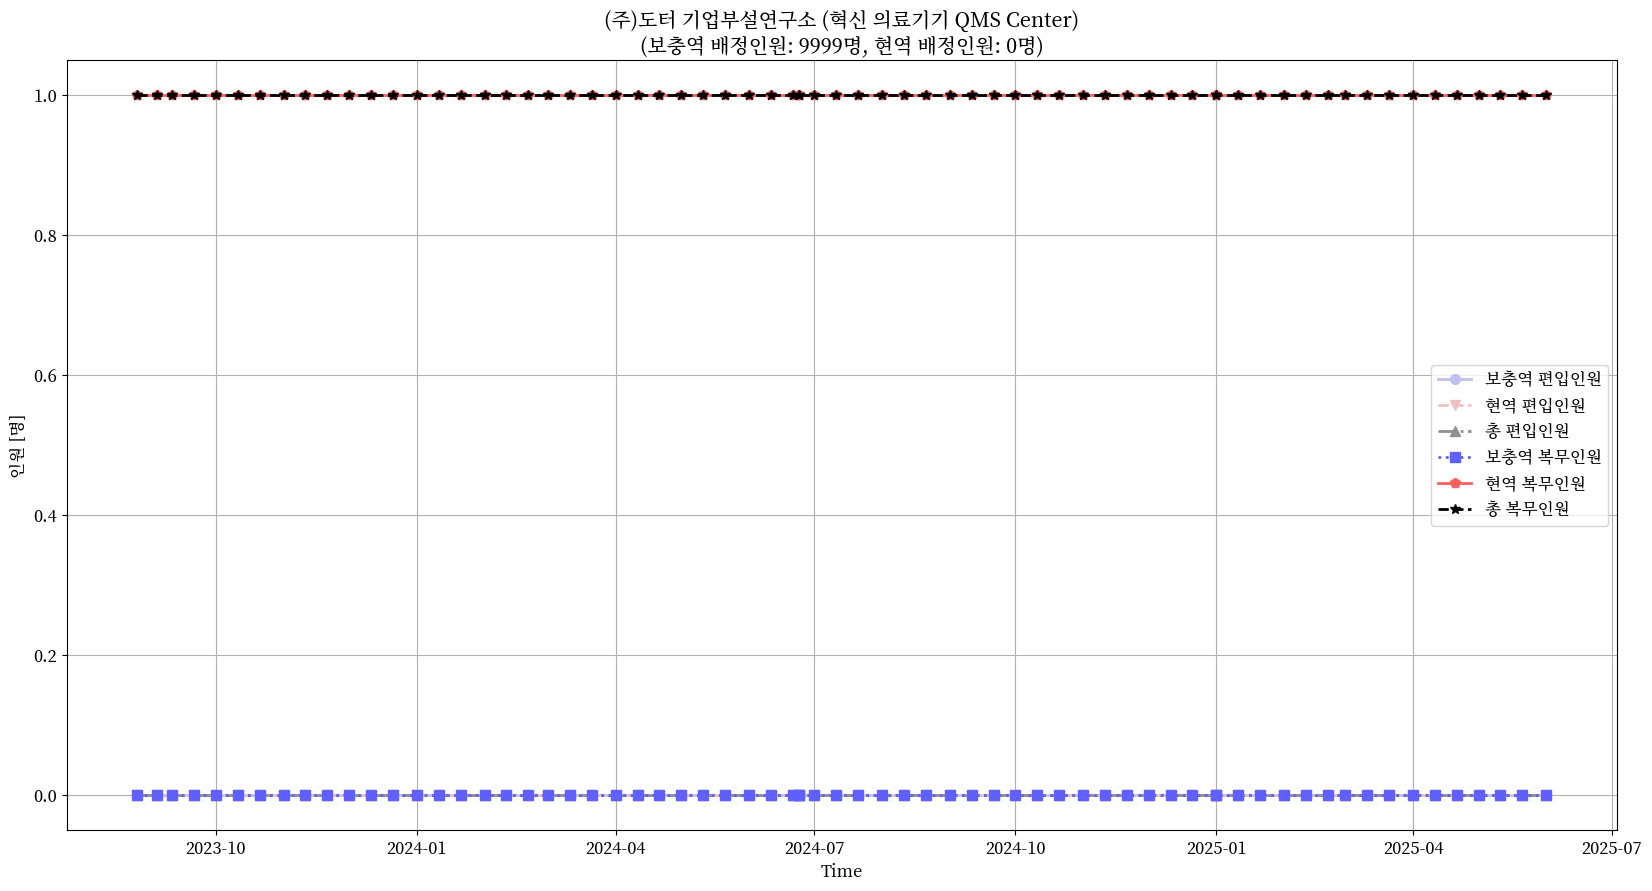 (주)도터 기업부설연구소 (혁신 의료기기 QMS Center)
(보충역 배정인원: 9999명, 현역 배정인원: 0명)
1.0
0.8
0.6
0.4
0.2
0.0
인원 [명]
보충역 편입인원
현역 편입인원
총 편입인원
보충역 복무인원
현역 복무인원
총 복무인원
2023-10 2024-01 2024-04 2024-07 2024-10 2025-01 2025-04 2025-07
Time